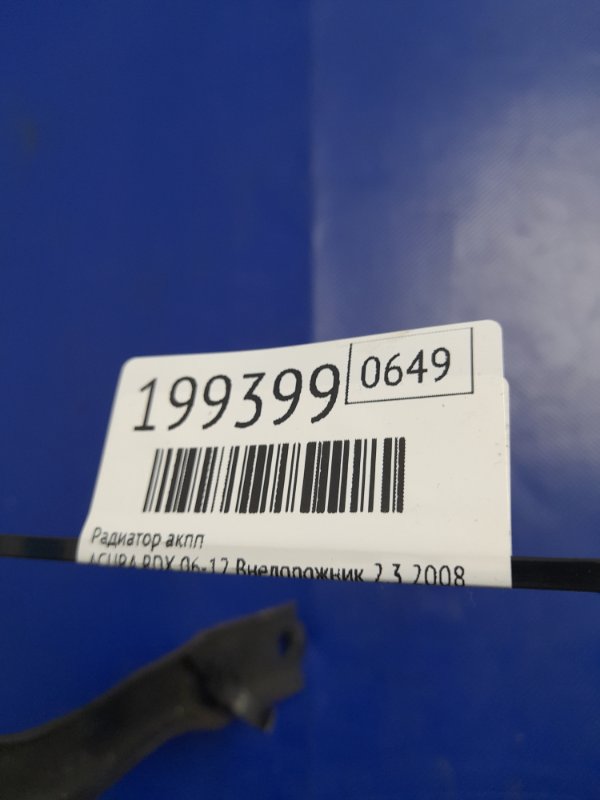 199399 0649
Радиатор акпп
ACURA RDX 06-12 Внедорожник 2.3 2008